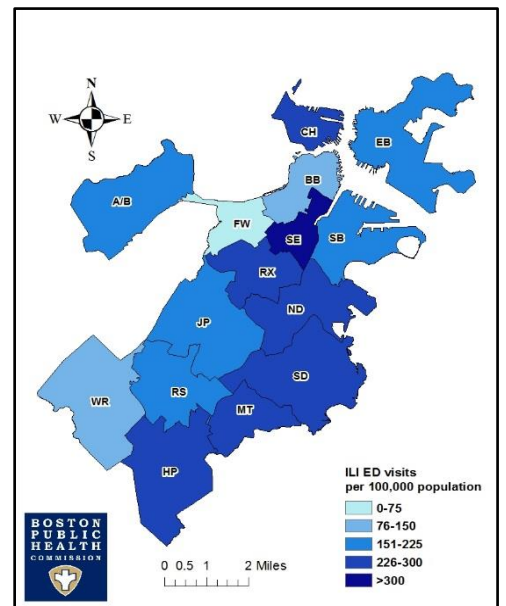 N
W E
S
CH
EB
BB
A/B
FW
SE
SB
RX
ND
JP
SD
RS
WR
MT
HP
ILI ED visits
per 100,000 population
0-75
76-150
151-225
226-300
>300
BOSTON
PUBLIC
HEALTH
COMMISSION
0 0.5 1 2 Miles